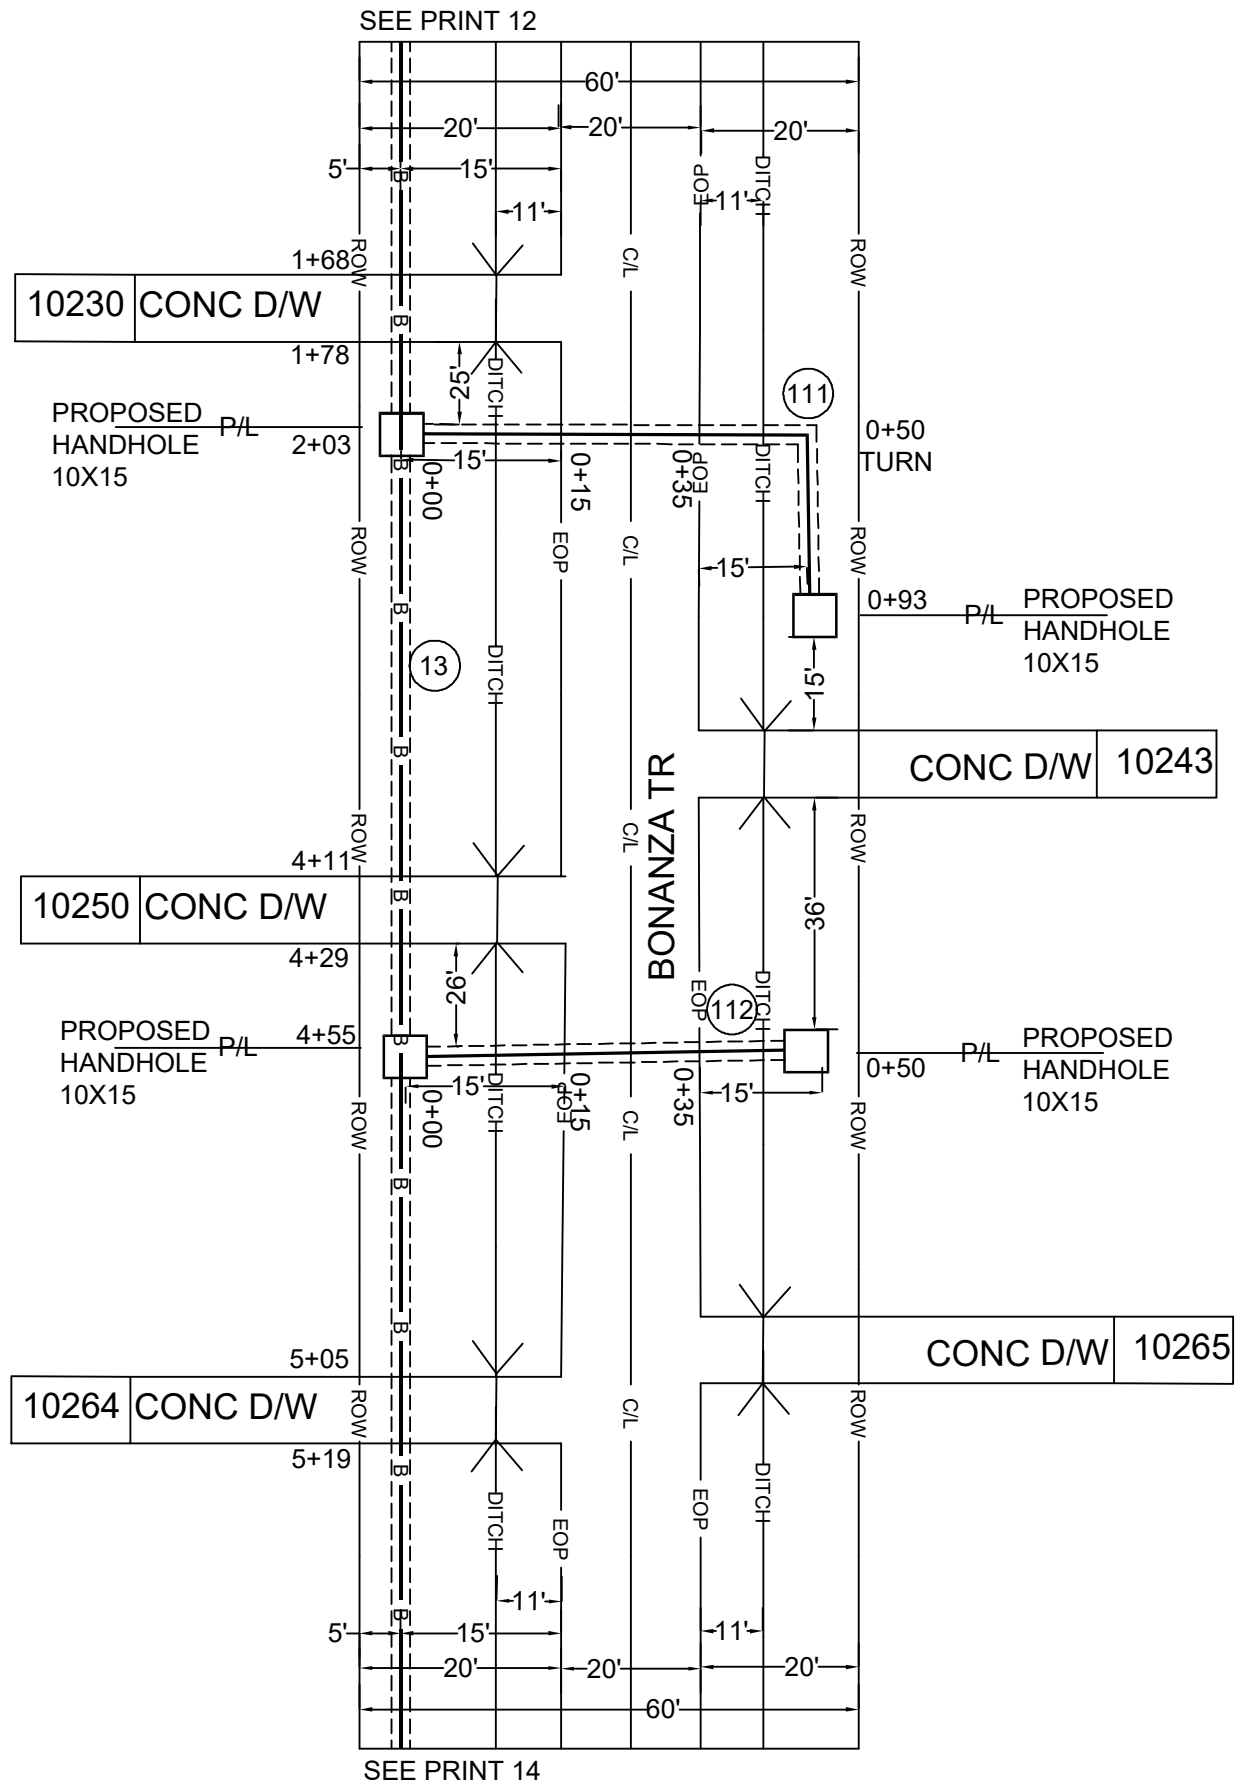 SEE PRINT 12
60'
20'
20'
20'
5'
15'
B
EOP
DITCH
11'
11'
1+68
ROW
C/L
ROW
10230
CONC D/W
B
1+78
25'
DITCH
111
PROPOSED
HANDHOLE
10X15
P/L
2+03
0+50
TURN
B
15'
0+00
0+15
0+35
EOP
DITCH
ROW
EOP
C/L
ROW
15'
B
0+93
P/L
PROPOSED
HANDHOLE
10X15
13
DITCH
15'
B
BONANZA TR
CONC D/W
10243
ROW
C/L
ROW
4+11
10250
CONC D/W
B
36'
4+29
26'
EOP
112
DITCH
PROPOSED
HANDHOLE
10X15
P/L
4+55
B
0+50
P/L
PROPOSED
HANDHOLE
10X15
15'
0+00
DITCH
EOP
0+15
0+35
15'
ROW
C/L
ROW
B
B
5+05
CONC D/W
10265
10264
CONC D/W
ROW
C/L
ROW
5+19
B
DITCH
EOP
EOP
DITCH
11'
B
5'
15'
11'
20'
20'
20'
60'
SEE PRINT 14